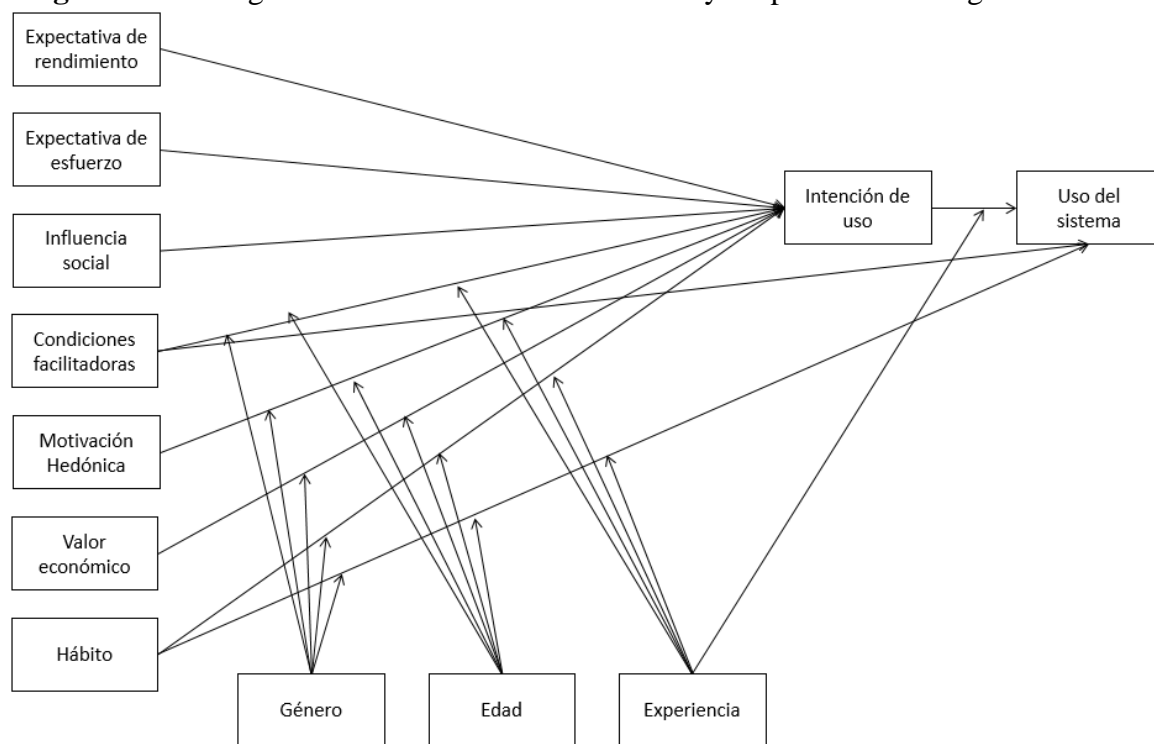 Expectativa de
rendimiento
Expectativa de
esfuerzo
Influencia
social
Condiciones
facilitadoras
Motivación
Hedónica
Valor
económico
Hábito
Intención de
uso
Uso del
sistema
Género
Edad
Experiencia